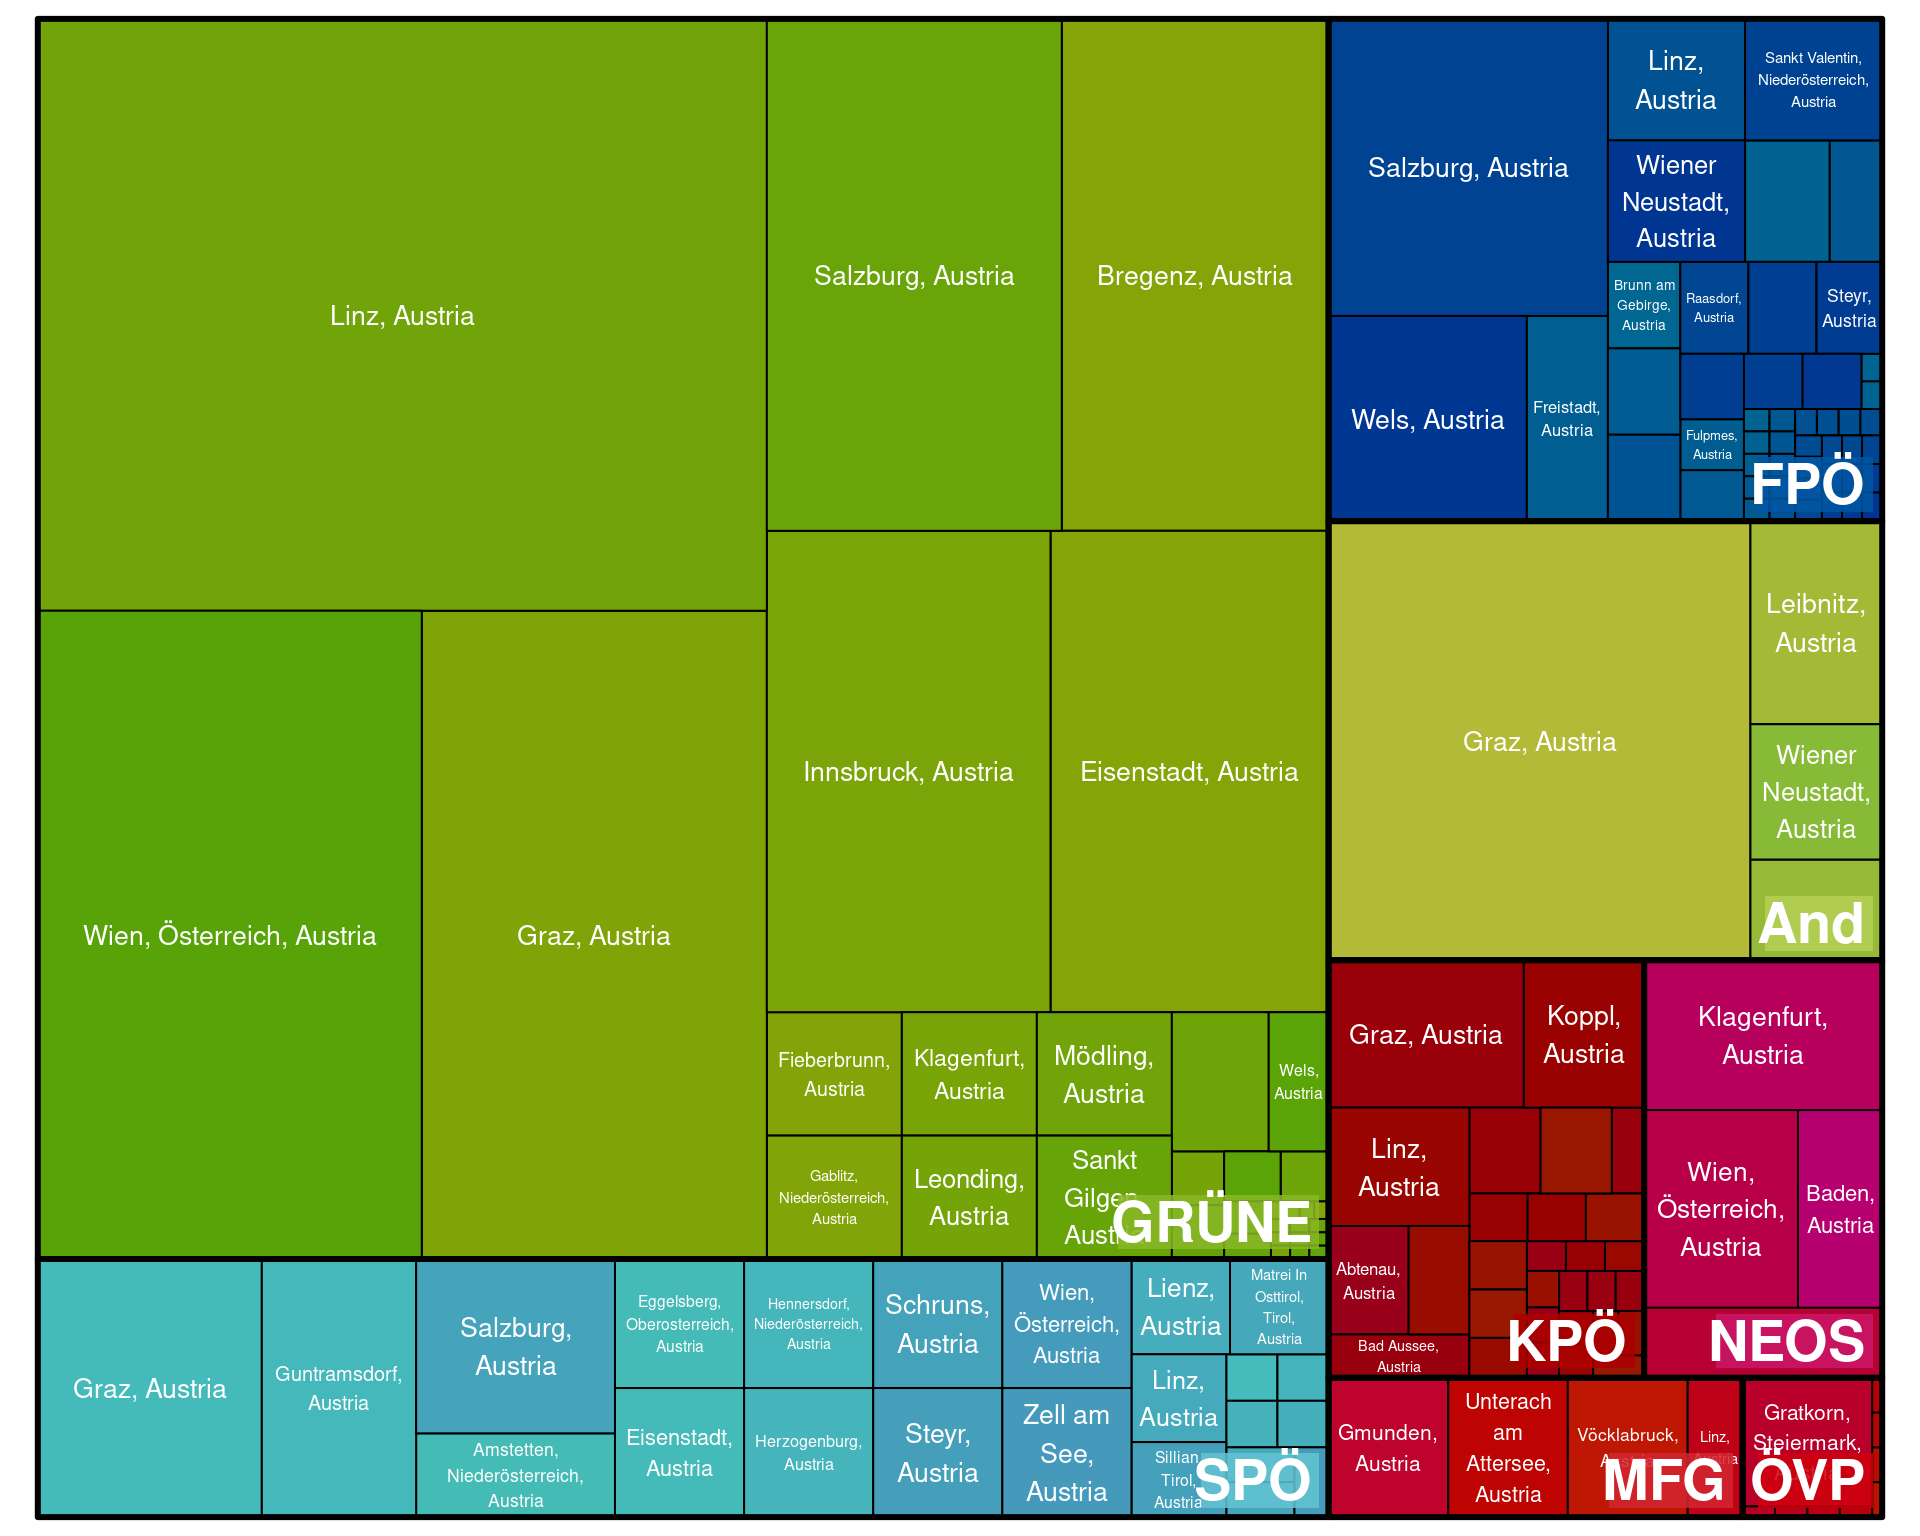 Linz, Austria
Salzburg, Austria
Bregenz, Austria
Wien, Österreich, Austria
Graz, Austria
Innsbruck, Austria
Eisenstadt, Austria
Fieberbrunn,
Austria
Klagenfurt,
Austria
Mödling,
Austria
Wels,
Austria
Gablitz,
Niederösterreich,
Austria
Leonding,
Austria
Sankt
Gilgen
Austria
GRÜNE
Graz, Austria
Guntramsdorf,
Austria
Salzburg,
Austria
Amstetten,
Niederösterreich,
Austria
Eggelsberg,
Oberosterreich,
Austria
Eisenstadt,
Austria
Hennersdorf,
Niederösterreich,
Austria
Herzogenburg,
Austria
Schruns,
Austria
Steyr,
Austria
Wien,
Österreich,
Austria
Zell am
See,
Austria
Lienz,
Austria
Matrei In
Osttirol,
Tirol,
Austria
Linz,
Austria
Sillian
Tirol,
Austria
SPÖ
Salzburg, Austria
Linz,
Austria
Sankt Valentin,
Niederösterreich,
Austria
Wiener
Neustadt,
Austria
Wels, Austria
Freistadt,
Austria
Brunn am
Gebirge,
Austria
Raasdorf,
Austria
Steyr,
Austria
Fulpmes,
Austria
FPÖ
Graz, Austria
Leibnitz,
Austria
Wiener
Neustadt,
Austria
And
Graz, Austria
Koppl,
Austria
Linz,
Austria
Abtenau,
Austria
Bad Aussee,
Austria
KPÖ
Klagenfurt,
Austria
Wien,
Österreich,
Austria
Baden,
Austria
NEOS
Gmunden,
Austria
Unterach
am
Attersee,
Austria
Vöcklabruck,
Austria
Linz,
Austria
MFG
Gratkorn,
Steiermark,
Austria
ÖVP